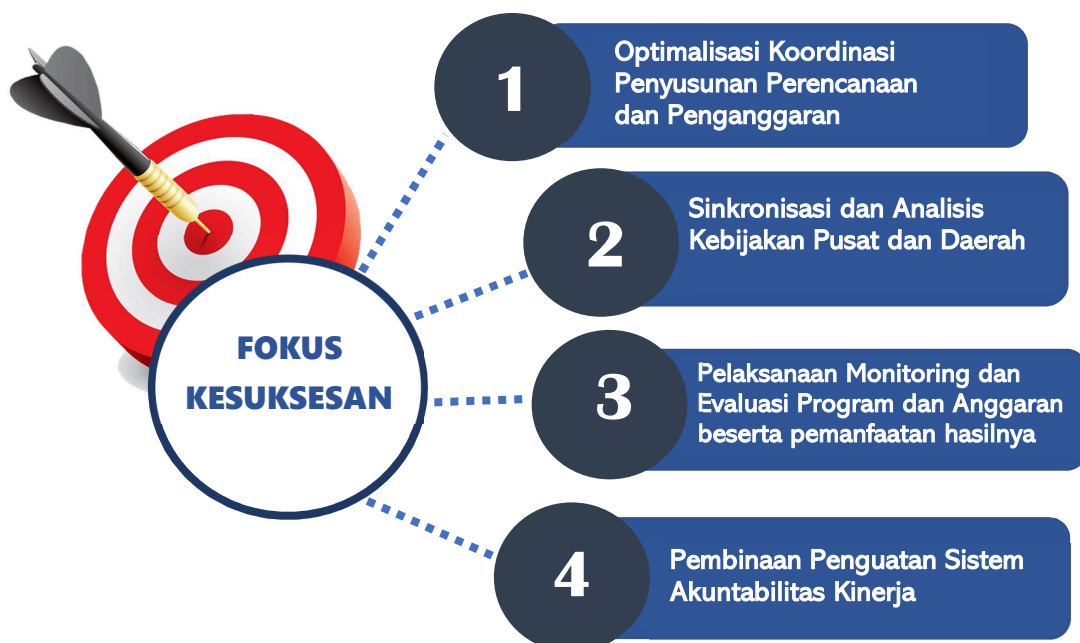 FOKUS
KESUKSESAN
1
Optimalisasi Koordinasi
Penyusunan Perencanaan
dan Penganggaran
2
Sinkronisasi dan Analisis
Kebijakan Pusat dan Daerah
3
Pelaksanaan Monitoring dan
Evaluasi Program dan Anggaran
beserta pemanfaatan hasilnya
4
Pembinaan Penguatan Sistem
Akuntabilitas Kinerja